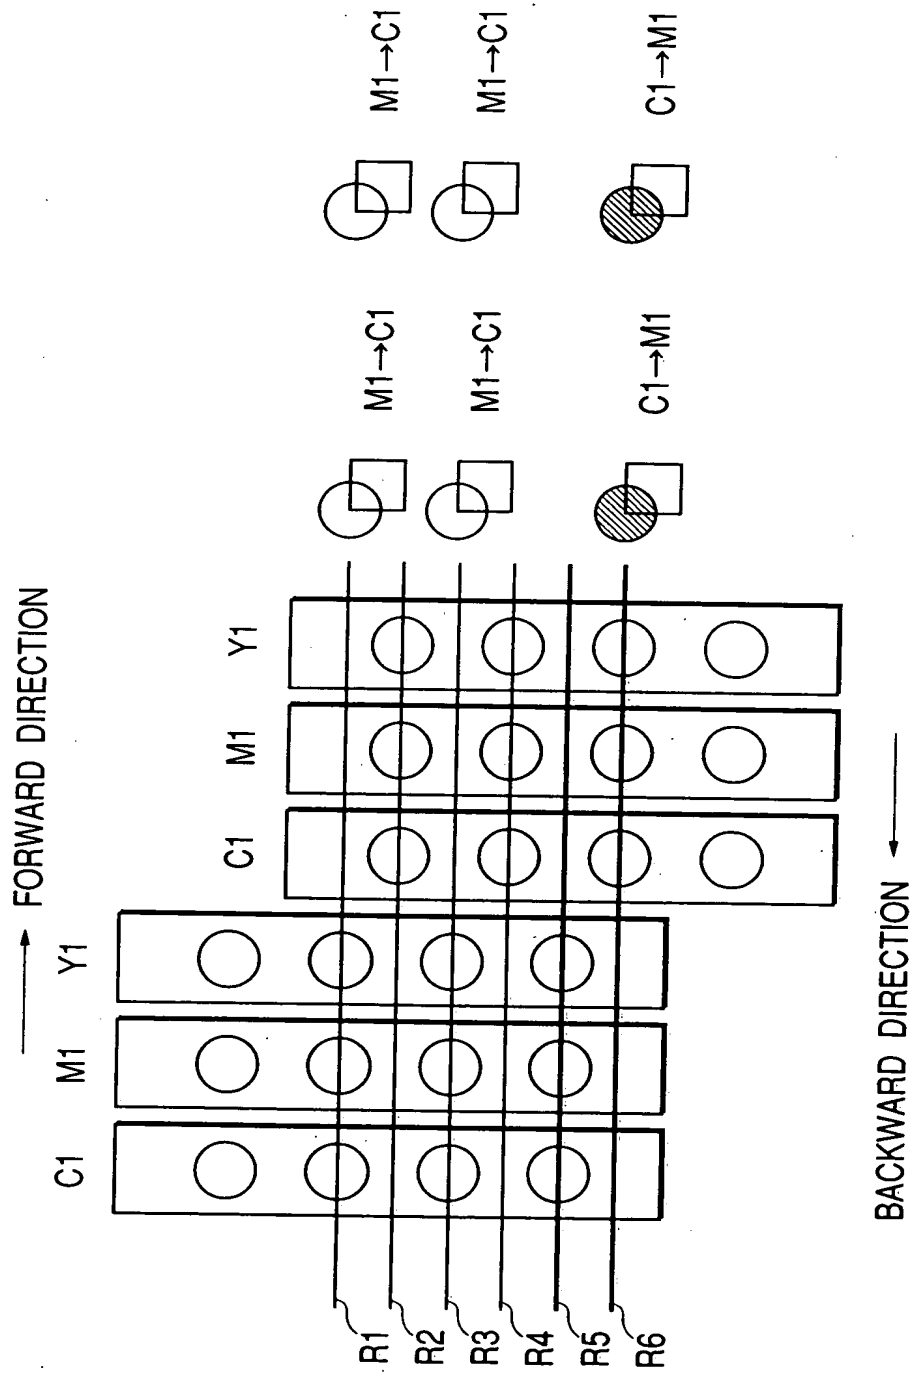 FORWARD DIRECTION
C1 M1 Y1 C1 M1 Y1
R1
R2
R3
R4
R5
R6
M1→C1 M1→C1
M1→C1 M1→C1
C1→M1 C1→M1
BACKWARD DIRECTION